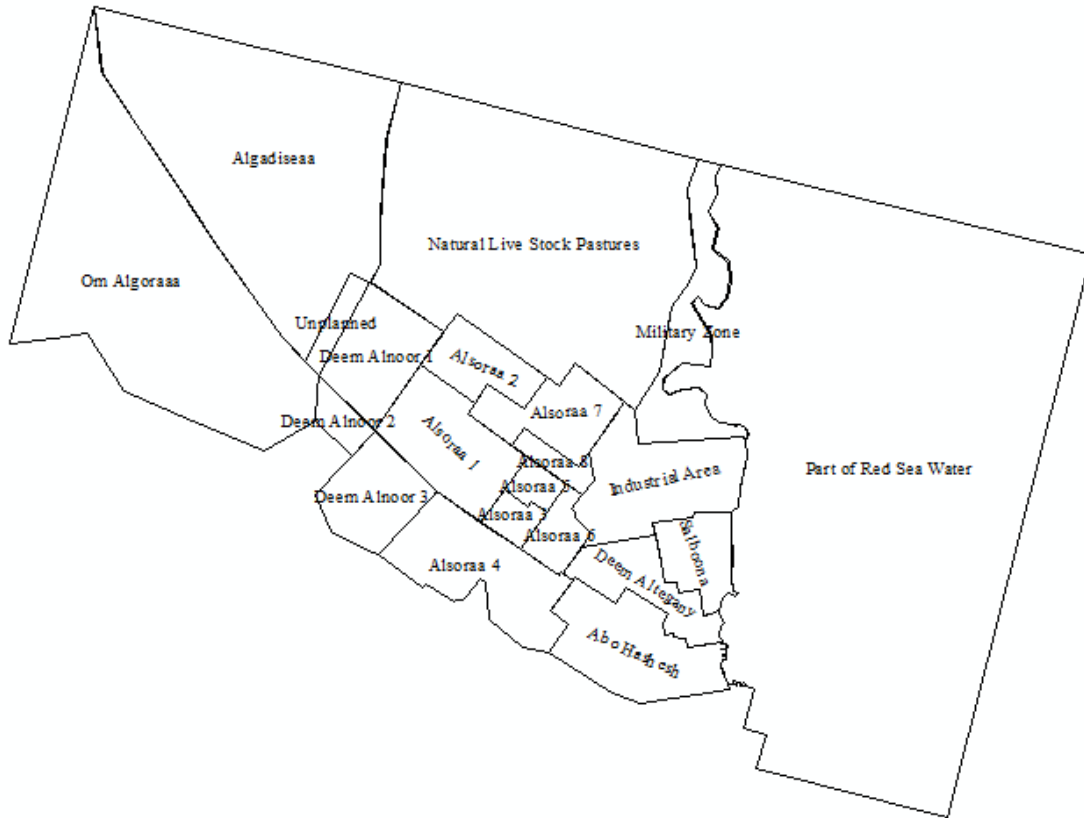 Algadiseaa
Natural Live Stock Pastures
Om Algoraaa
Unplanned
Military Zone
Deem Alnoor 1
Alsoraa 2
Alsoraa 7
Deem Alnoor 2
Alsoraa 1
Alsoraa 8
Part of Red Sea Water
Industrial Area
Alsoraa 5
Deem Alnoor 3
Alsoraa 3
Alsoraa 6
Salboona
Alsoraa 4
Deem Altegany
Abo Hashesh